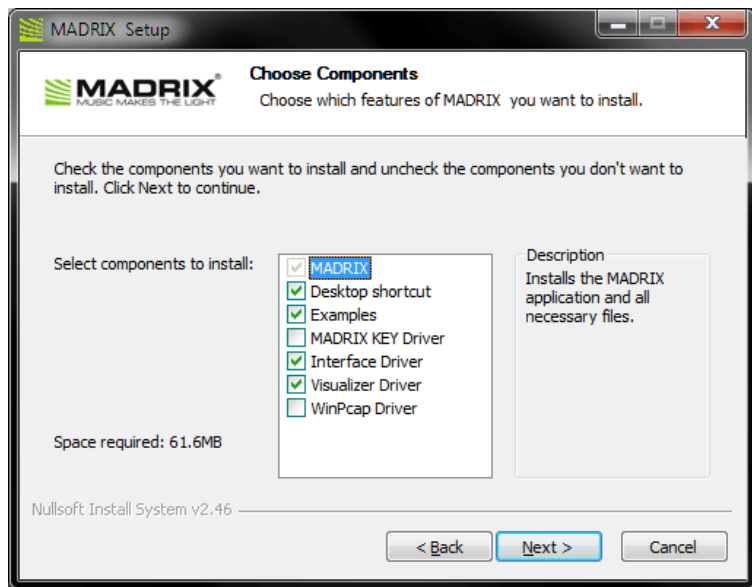 MADRIX Setup
MADRIX®
MUSIC MAKES THE LIGHT
Choose Components
Choose which features of MADRIX you want to install.
Check the components you want to install and uncheck the components you don't want to
install. Click Next to continue.
Select components to install:
MADRIX
Desktop shortcut
Examples
MADRIX KEY Driver
Interface Driver
Visualizer Driver
WinPcap Driver
Description
Installs the MADRIX
application and all
necessary files.
Space required: 61.6MB
Nullsoft Install System v2.46
< Back
Next >
Cancel